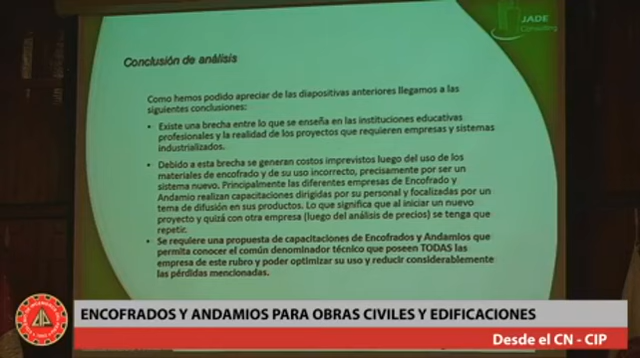 JADE
Consulting
Conclusión de análisis
Como hemos podido apreciar de las diapositivas anteriores llegamos a las
siguientes conclusiones:
• Existe una brecha entre lo que se enseña en las instituciones educativas
profesionales y la realidad de los proyectos que requieren empresas y sistemas
industrializados.
• Debido a esta brecha se generan costos imprevistos luego del uso de los
materiales de encofrado y de su uso incorrecto, precisamente por ser un
sistema nuevo. Principalmente las diferentes empresas de Encofrado y
Andamio realizan capacitaciones dirigidas por su personal y focalizadas por un
tema de difusión en sus productos. Lo que significa que al iniciar un nuevo
proyecto y quizá con otra empresa (luego del análisis de precios) se tenga que
repetir.
• Se requiere una propuesta de capacitaciones de Encofrados y Andamios que
permita conocer el común denominador técnico que poseen TODAS las
empresa de este rubro y poder optimizar su uso y reducir considerablemente
las pérdidas mencionadas.
ENCOFRADOS Y ANDAMIOS PARA OBRAS CIVILES Y EDIFICACIONES
Desde el CN - CIP